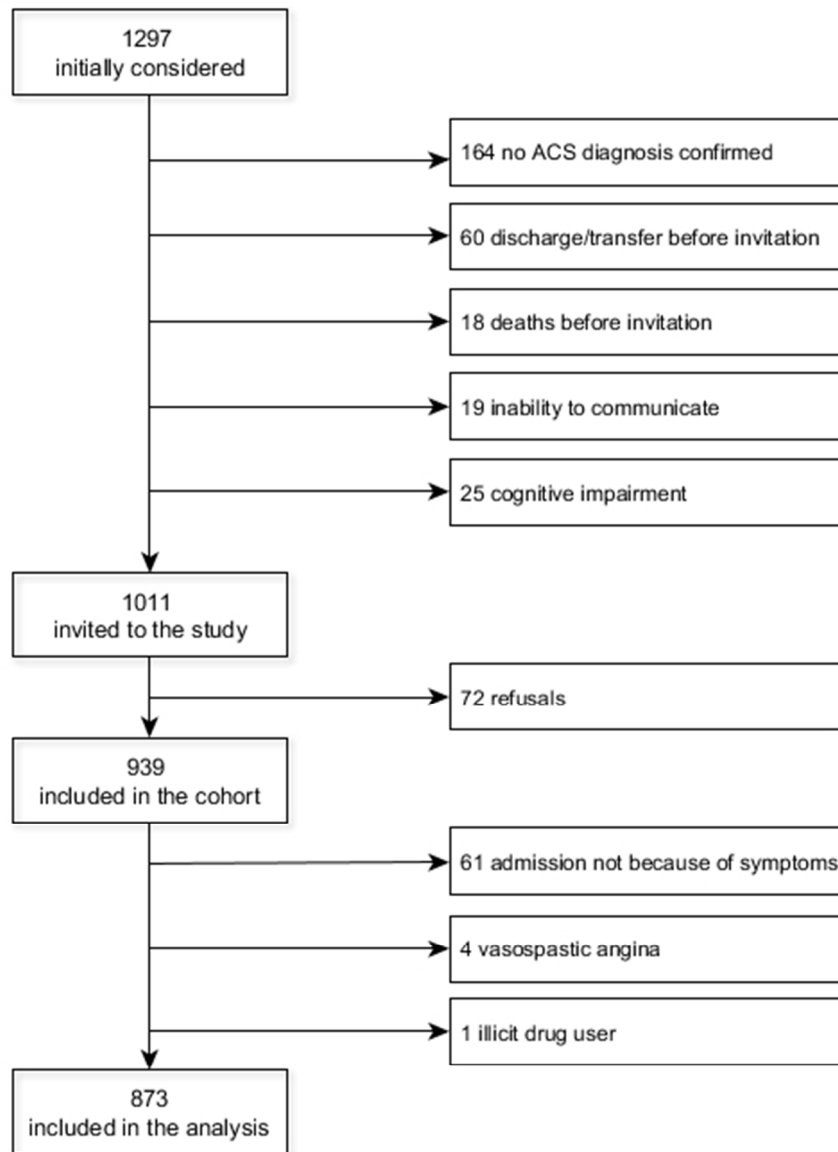 1297
initially considered
164 no ACS diagnosis confirmed
60 discharge/transfer before invitation
18 deaths before invitation
19 inability to communicate
25 cognitive impairment
1011
invited to the study
72 refusals
939
included in the cohort
61 admission not because of symptoms
4 vasospastic angina
1 illicit drug user
873
included in the analysis